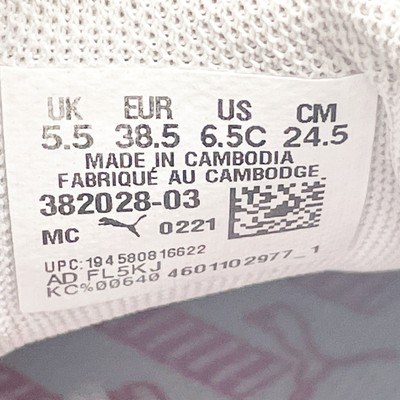 UK EUR US CM
5.5 38.5 6.5C 24.5
MADE IN CAMBODIA
FABRIQUÉ AU CAMBODGE
382028-03
MC 0221
UPC:194580816622
AD FL5KJ
KC%00640 4601102977_1